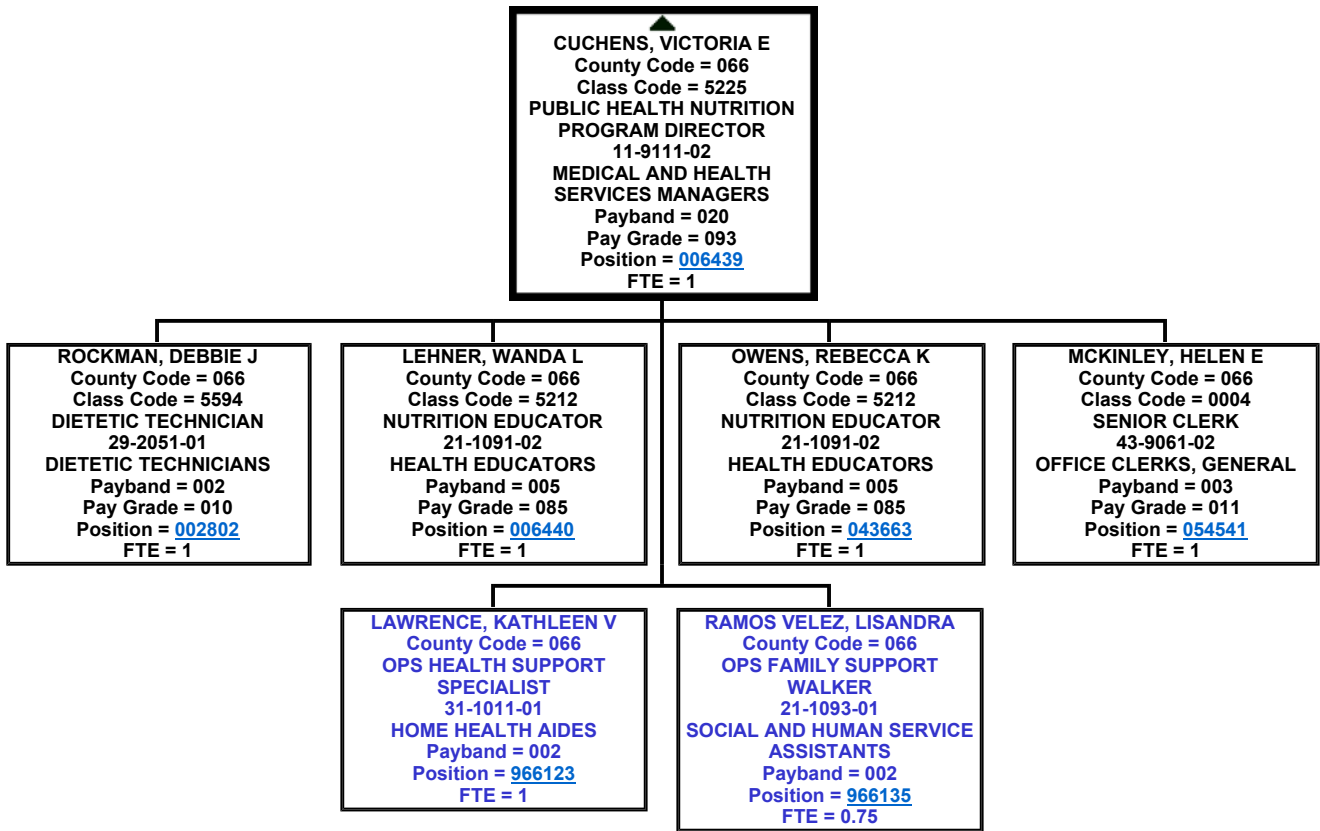 CUCHENS, VICTORIA E
County Code = 066
Class Code = 5225
PUBLIC HEALTH NUTRITION
PROGRAM DIRECTOR
11-9111-02
MEDICAL AND HEALTH
SERVICES MANAGERS
Payband = 020
Pay Grade = 093
Position = 006439
FTE = 1
ROCKMAN, DEBBIE J
County Code = 066
Class Code = 5594
DIETETIC TECHNICIAN
29-2051-01
DIETETIC TECHNICIANS
Payband = 002
Pay Grade = 010
Position = 002802
FTE = 1
LEHNER, WANDA L
County Code = 066
Class Code = 5212
NUTRITION EDUCATOR
21-1091-02
HEALTH EDUCATORS
Payband = 005
Pay Grade = 085
Position = 006440
FTE = 1
OWENS, REBECCA K
County Code = 066
Class Code = 5212
NUTRITION EDUCATOR
21-1091-02
HEALTH EDUCATORS
Payband = 005
Pay Grade = 085
Position = 043663
FTE = 1
MCKINLEY, HELEN E
County Code = 066
Class Code = 0004
SENIOR CLERK
43-9061-02
OFFICE CLERKS, GENERAL
Payband = 003
Pay Grade = 011
Position = 054541
FTE = 1
LAWRENCE, KATHLEEN V
County Code = 066
OPS HEALTH SUPPORT
SPECIALIST
31-1011-01
HOME HEALTH AIDES
Payband = 002
Position = 966123
FTE = 1
RAMOS VELEZ, LISANDRA
County Code = 066
OPS FAMILY SUPPORT
WALKER
21-1093-01
SOCIAL AND HUMAN SERVICE
ASSISTANTS
Payband = 002
Position = 966135
FTE = 0.75